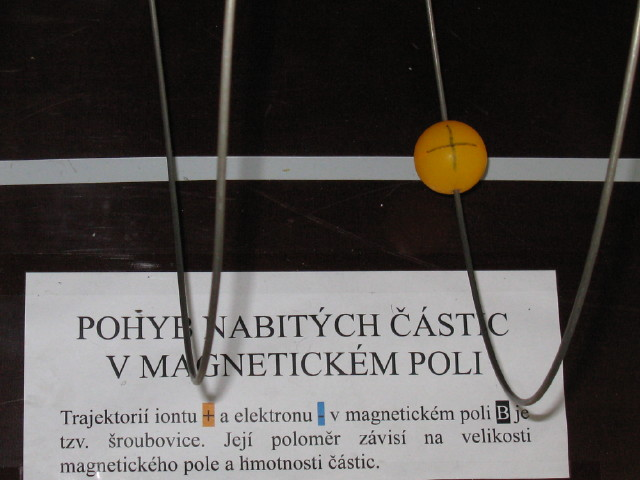 POHYB NABITÝCH ČÁSTIC
V MAGNETICKÉM POLI
Trajektorií iontu + a elektronu - v magnetickém poli B je
tzv. šroubovice. Její poloměr závisí na velikosti
magnetického pole a hmotnosti částic.